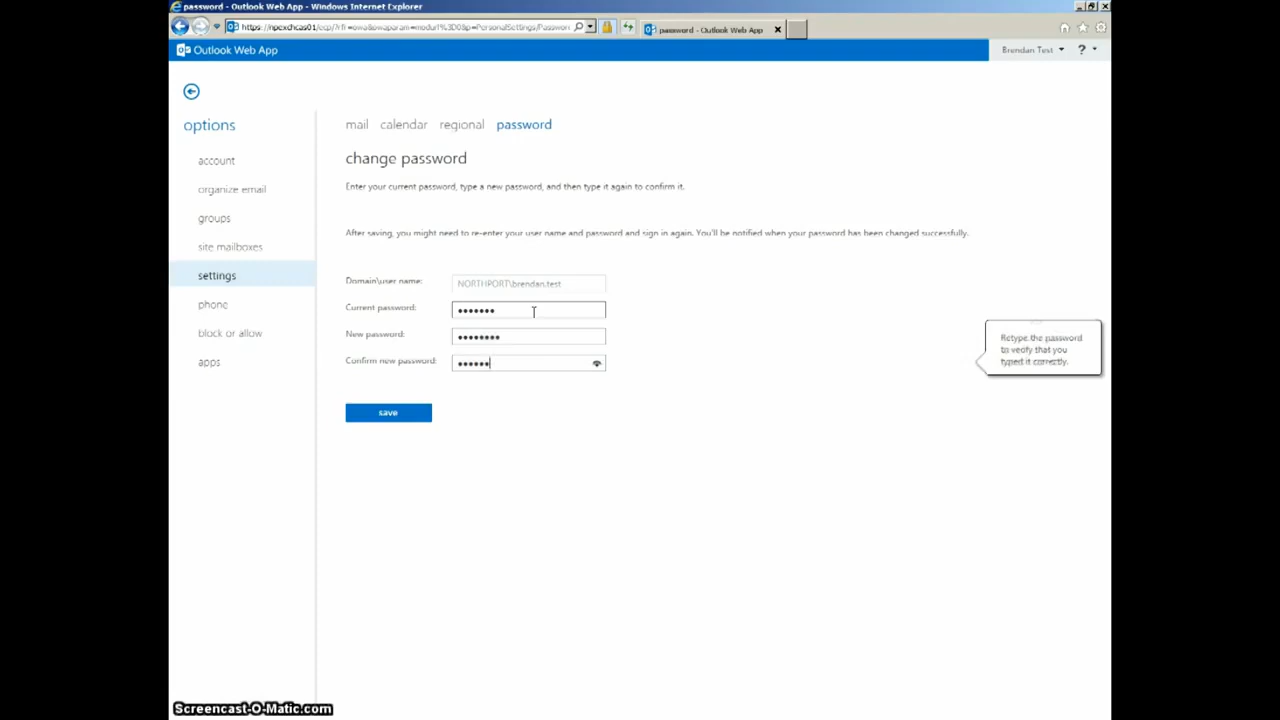 password - Outlook Web App - Windows Internet Explorer
password - Outlook Web App
Outlook Web App
Brendan Test
?
options
mail calendar regional password
account
change password
organize email
Enter your current password, type a new password, and then type it again to confirm it.
groups
After saving, you might need to re-enter your user name and password and sign in again. You'll be notified when your password has been changed successfully.
site mailboxes
settings
Domain\user name: NORTHPORT\brendan.test
phone
Current password: •••••••
block or allow
New password: ••••••••
apps
Confirm new password: ••••••
Retype the password
to verify that you
typed it correctly.
save
Screencast-O-Matic.com